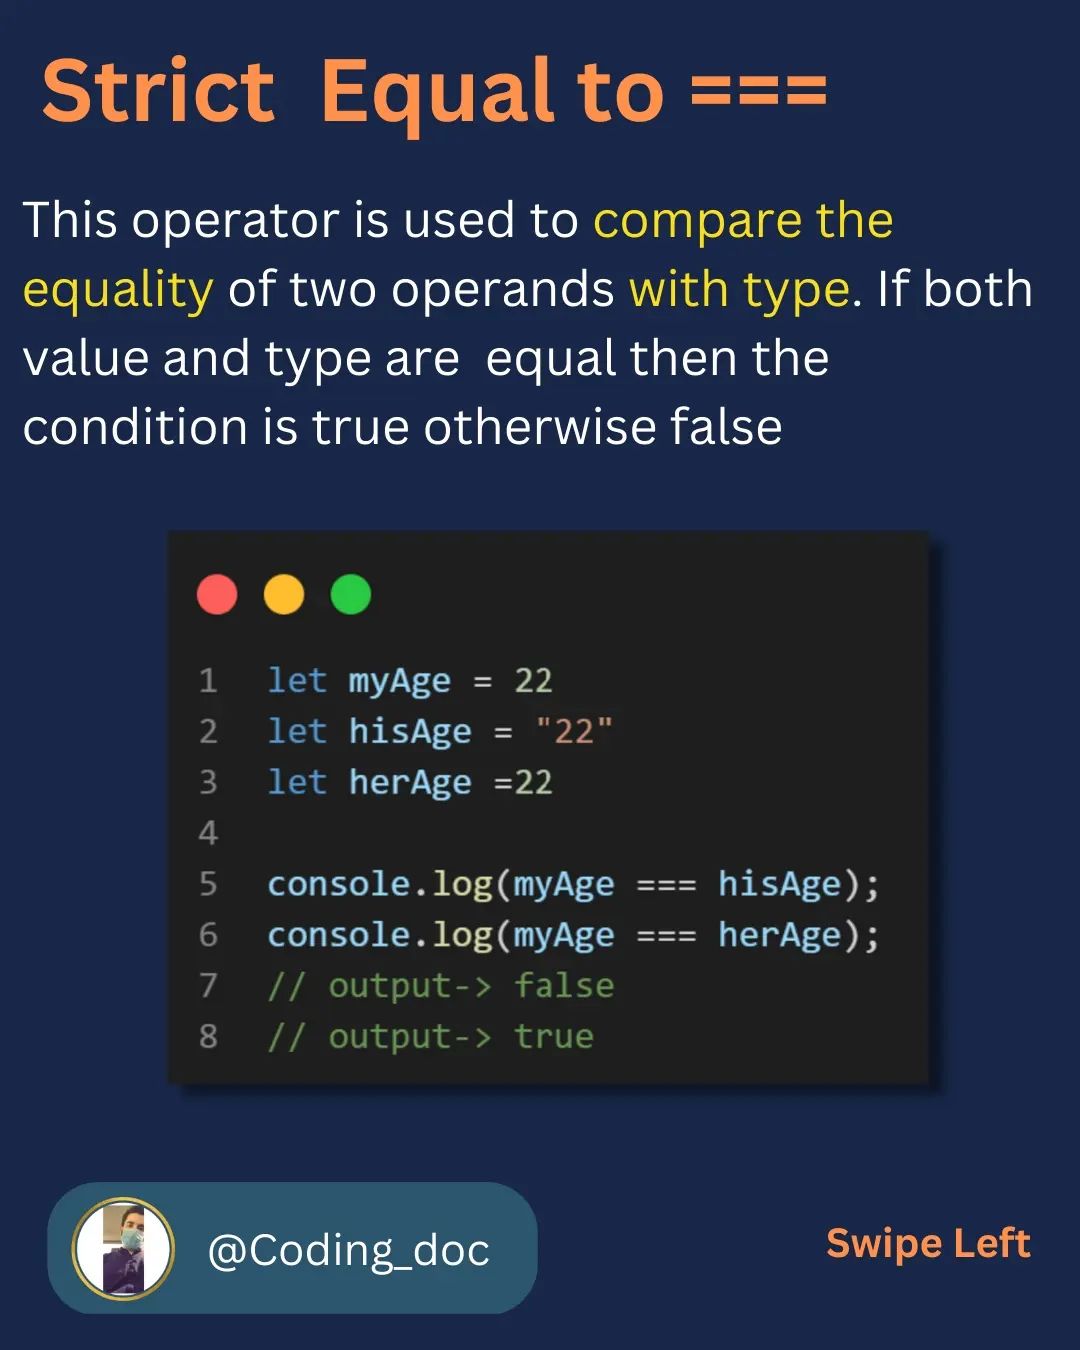 Strict Equal to ===
This operator is used to compare the
equality of two operands with type. If both
value and type are equal then the
condition is true otherwise false
1 let myAge = 22
2 let hisAge = "22"
3 let herAge =22
4
5 console.log(myAge === hisAge);
6 console.log(myAge === herAge);
7 // output-> false
8 // output-> true
@Coding_doc
Swipe Left